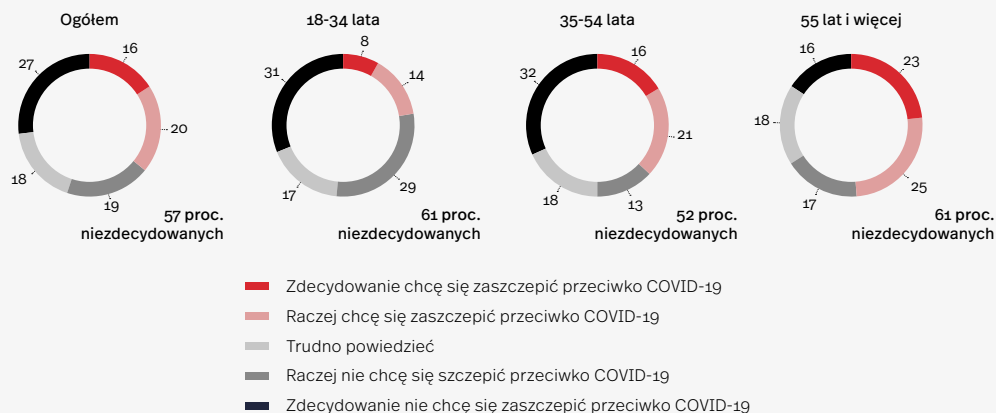 Ogółem
16
20
19
18
27
57 proc.
niezdecydowanych
18-34 lata
8
14
29
17
31
61 proc.
niezdecydowanych
35-54 lata
16
21
13
18
32
52 proc.
niezdecydowanych
55 lat i więcej
23
25
17
18
16
61 proc.
niezdecydowanych
Zdecydowanie chcę się zaszczepić przeciwko COVID-19
Raczej chcę się zaszczepić przeciwko COVID-19
Trudno powiedzieć
Raczej nie chcę się szczepić przeciwko COVID-19
Zdecydowanie nie chcę się zaszczepić przeciwko COVID-19